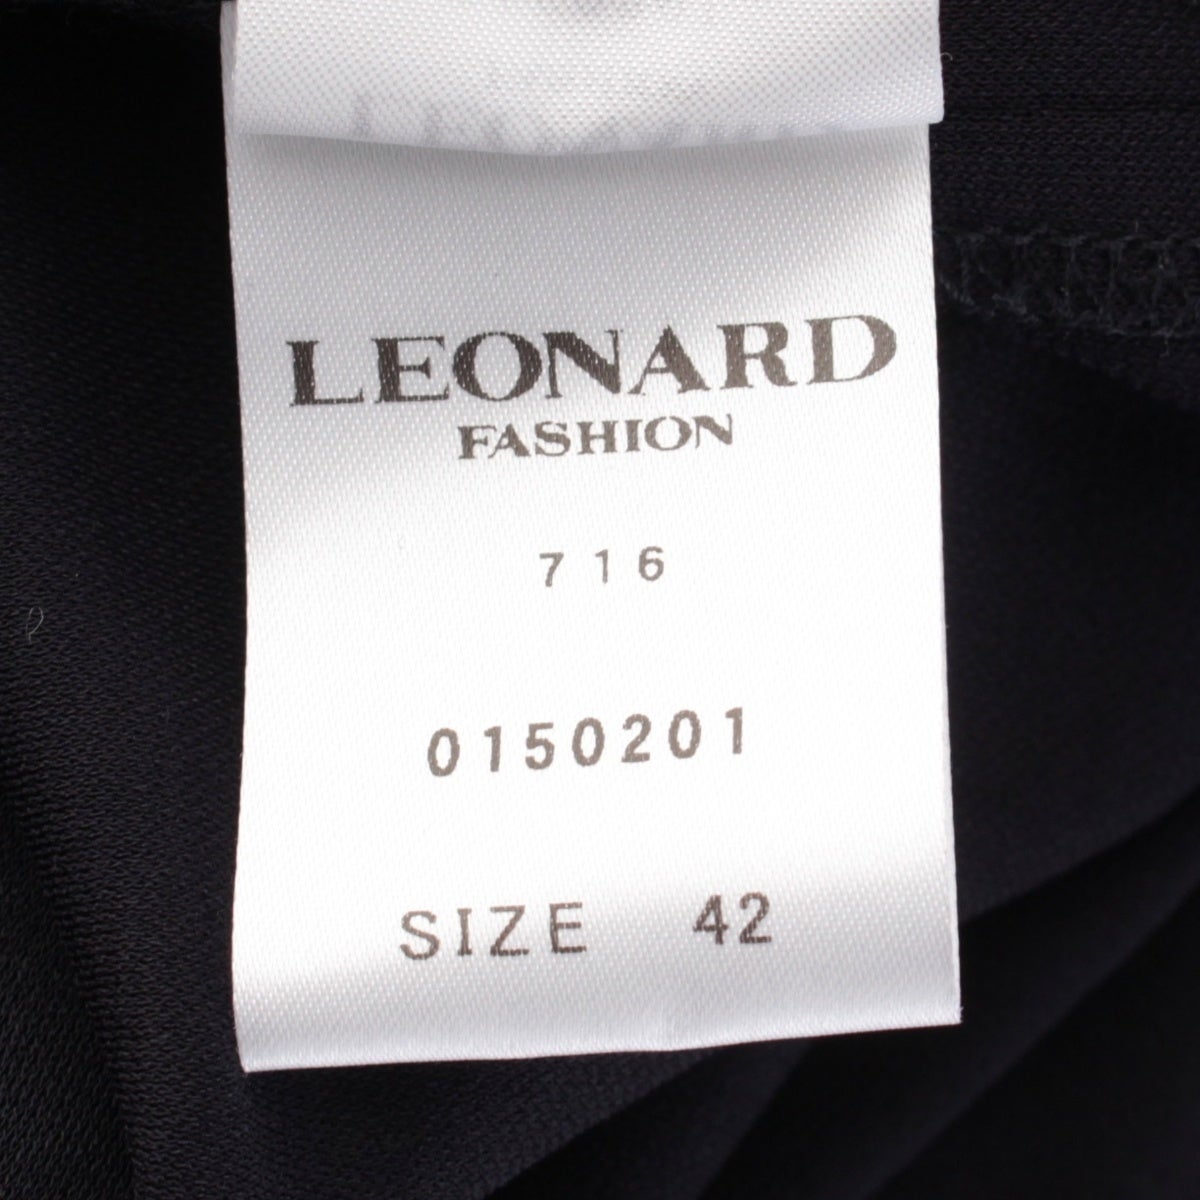 LEONARD
FASHION
716
0150201
SIZE 42